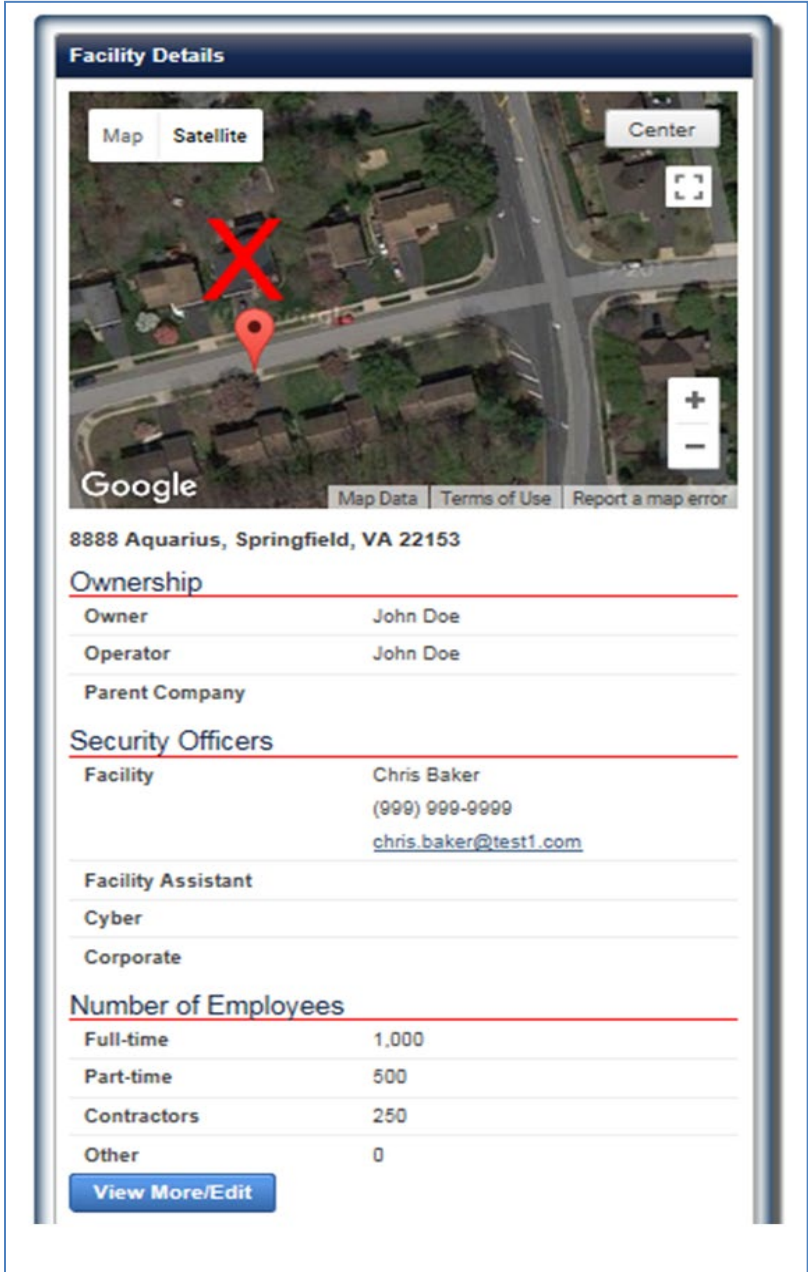 Facility Details
Map Satellite Center
Google
Map Data Terms of Use Report a map error
8888 Aquarius, Springfield, VA 22153
Ownership
Owner John Doe
Operator John Doe
Parent Company
Security Officers
Facility Chris Baker
(999) 999-9999
chris.baker@test1.com
Facility Assistant
Cyber
Corporate
Number of Employees
Full-time 1,000
Part-time 500
Contractors 250
Other 0
View More/Edit